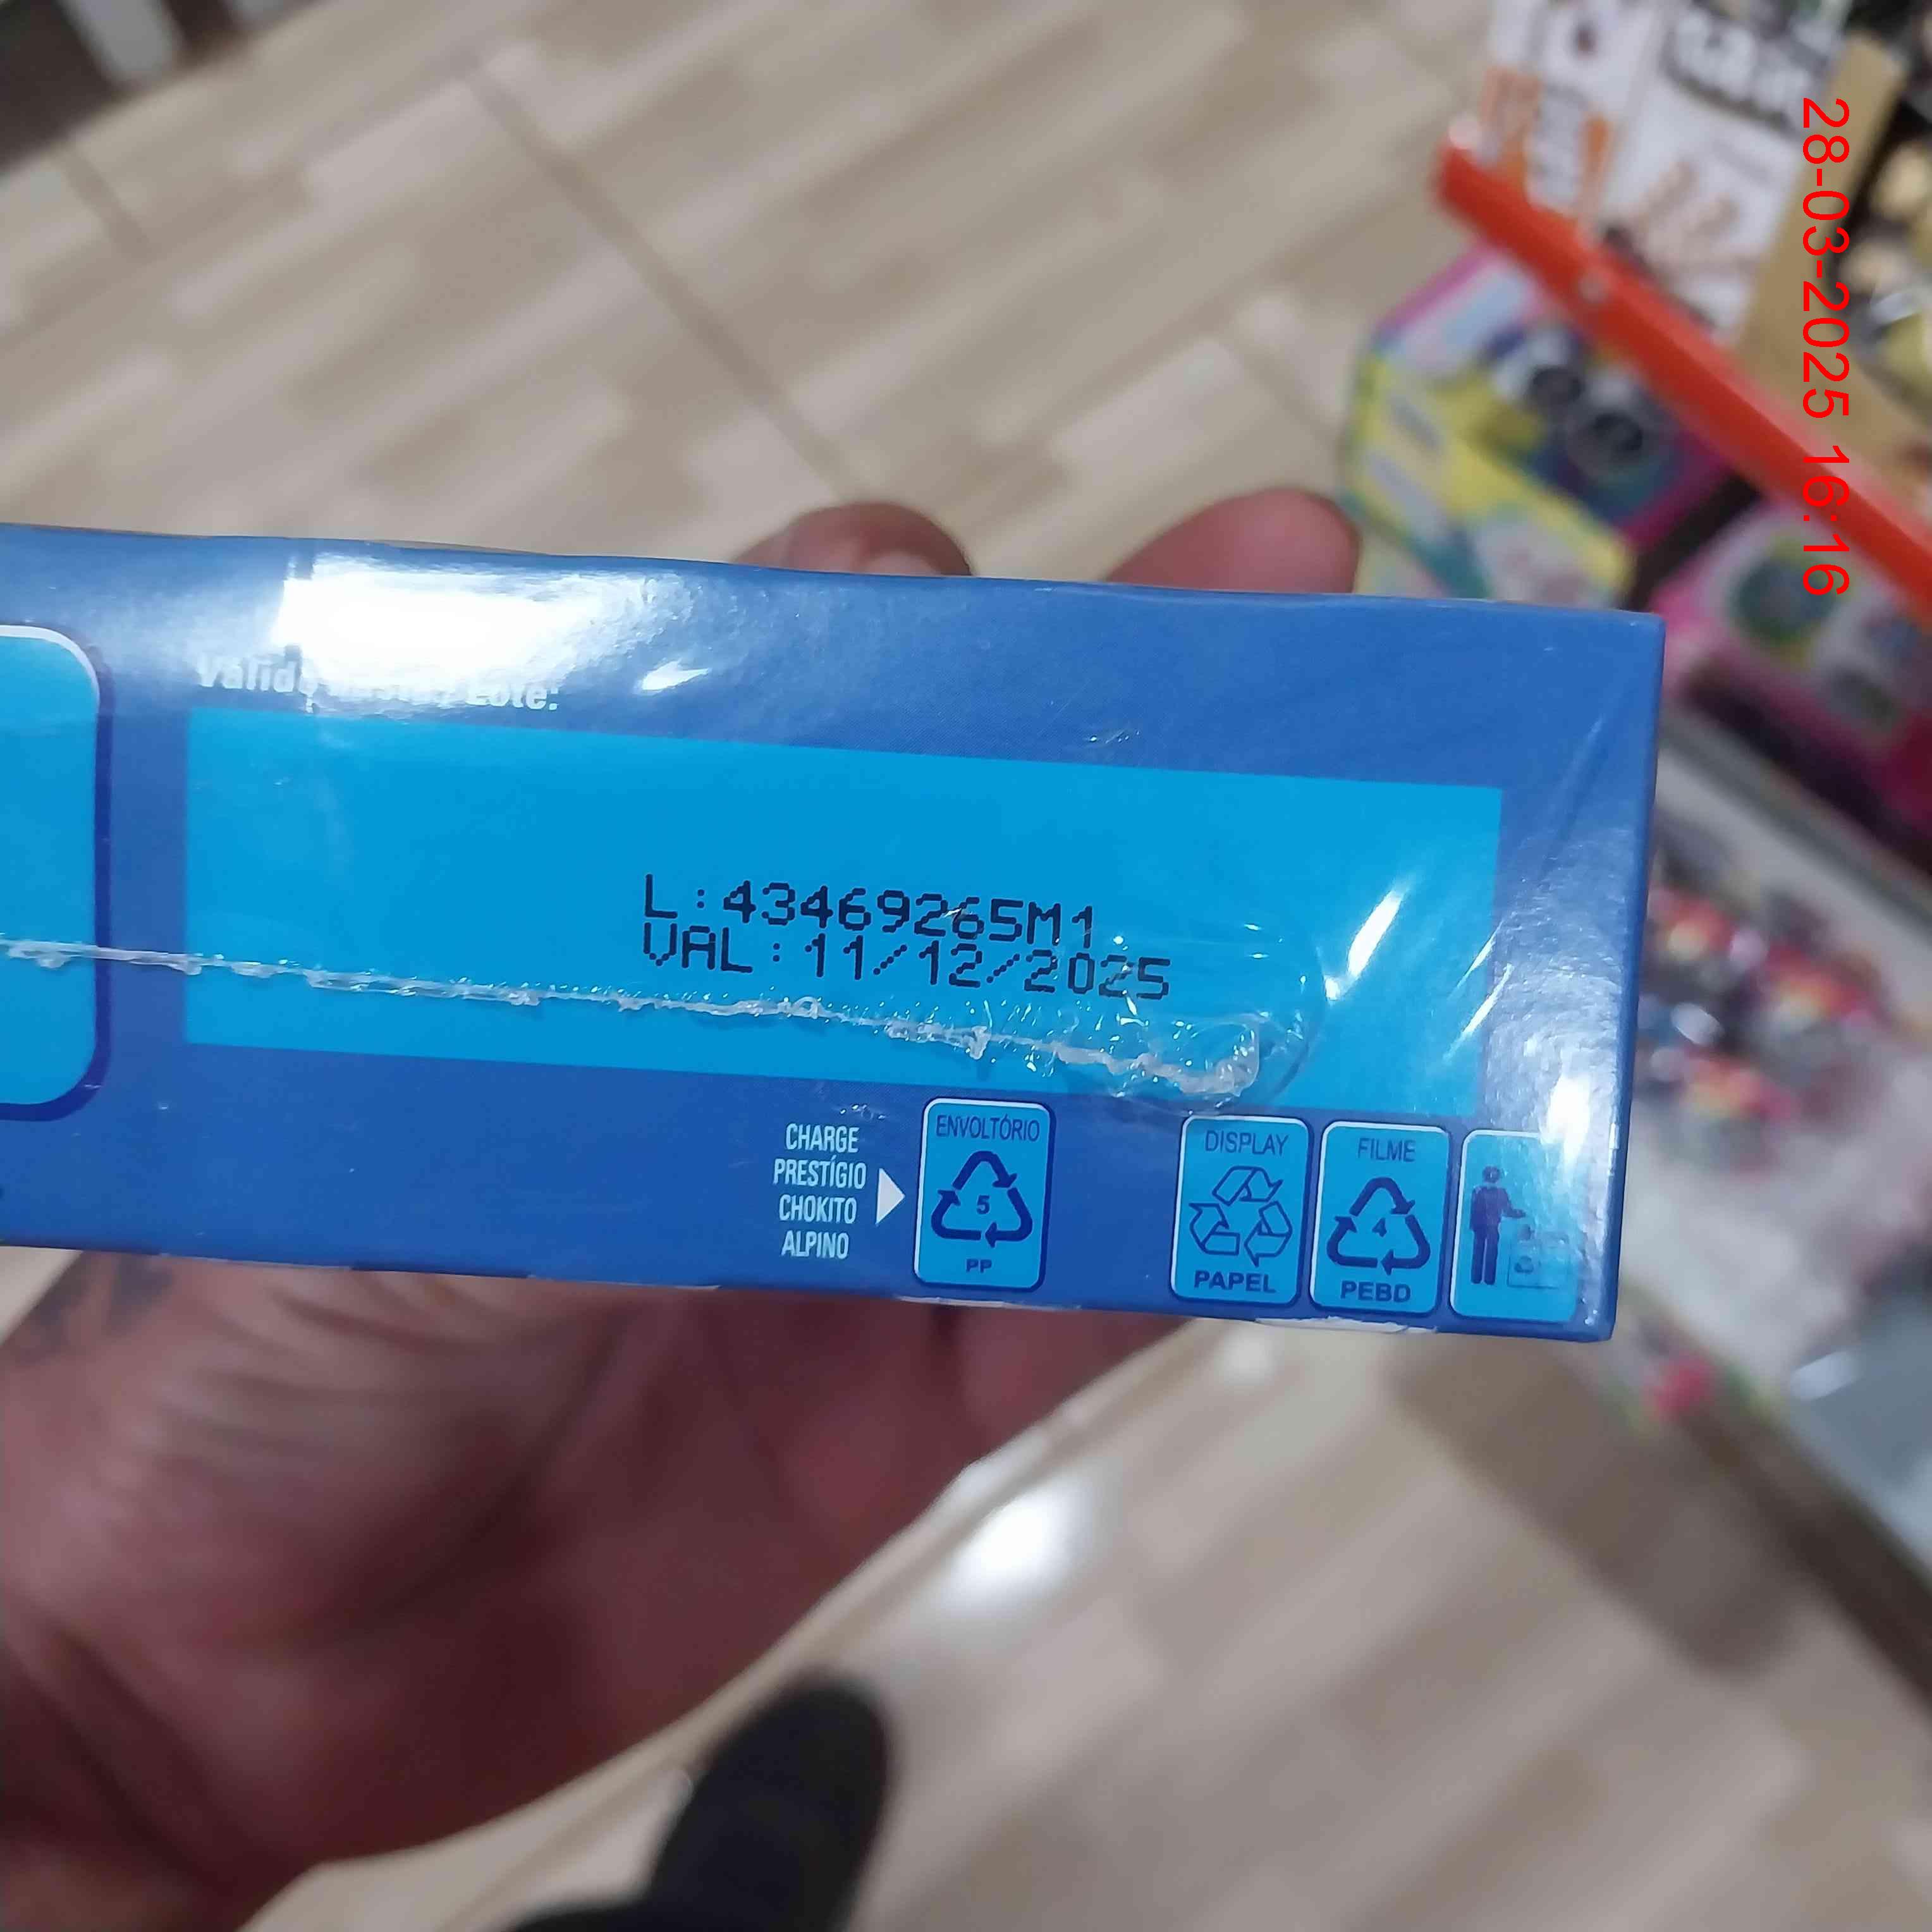 28-03-2025 16:16
Lote:
L:43469265M1
VAL:11/12/2025
CHARGE
PRESTÍGIO
CHOKITO
ALPINO
ENVOLTÓRIO
5
PP
DISPLAY
PAPEL
FILME
4
PEBD